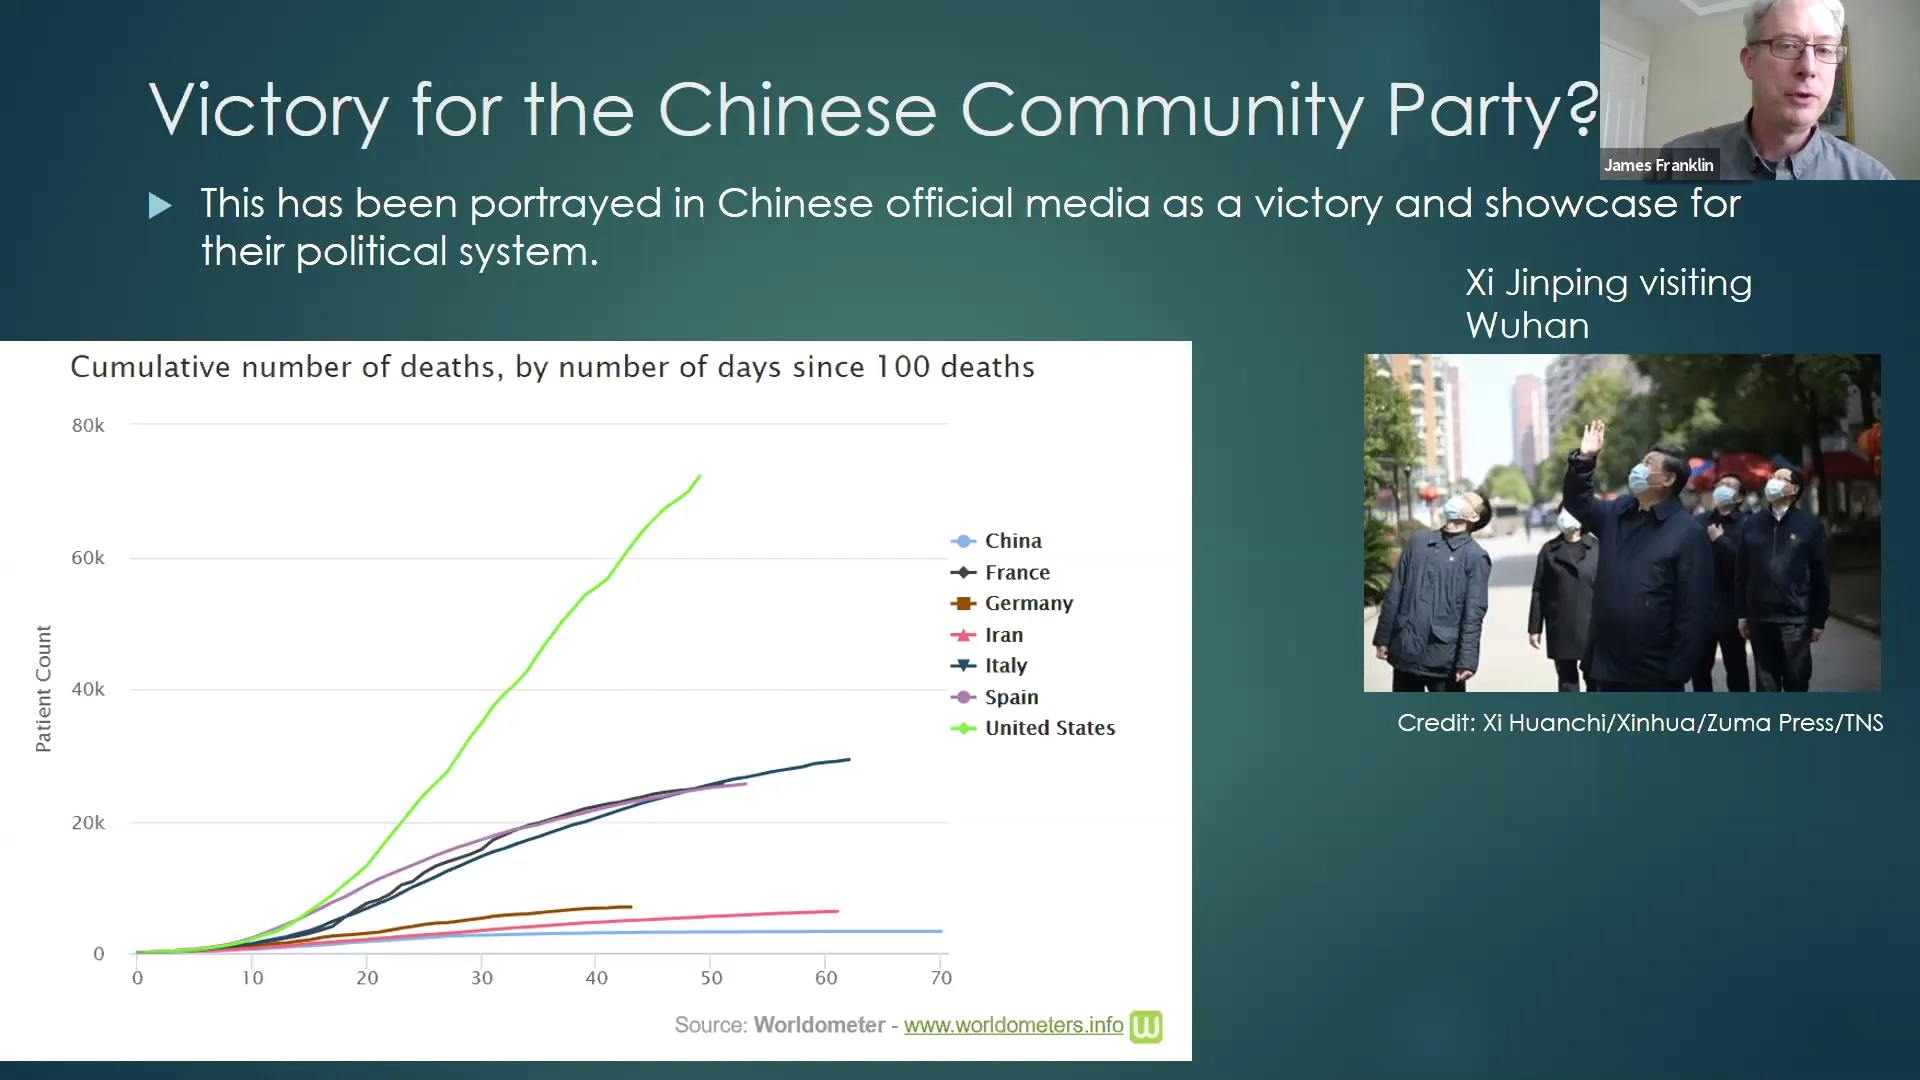 Victory for the Chinese Community Party?
James Franklin
This has been portrayed in Chinese official media as a victory and showcase for
their political system.
Xi Jinping visiting
Wuhan
Cumulative number of deaths, by number of days since 100 deaths
80k
60k
40k
20k
0
Patient Count
0 10 20 30 40 50 60 70
China
France
Germany
Iran
Italy
Spain
United States
Source: Worldometer - www.worldometers.info
W
Credit: Xi Huanchi/Xinhua/Zuma Press/TNS